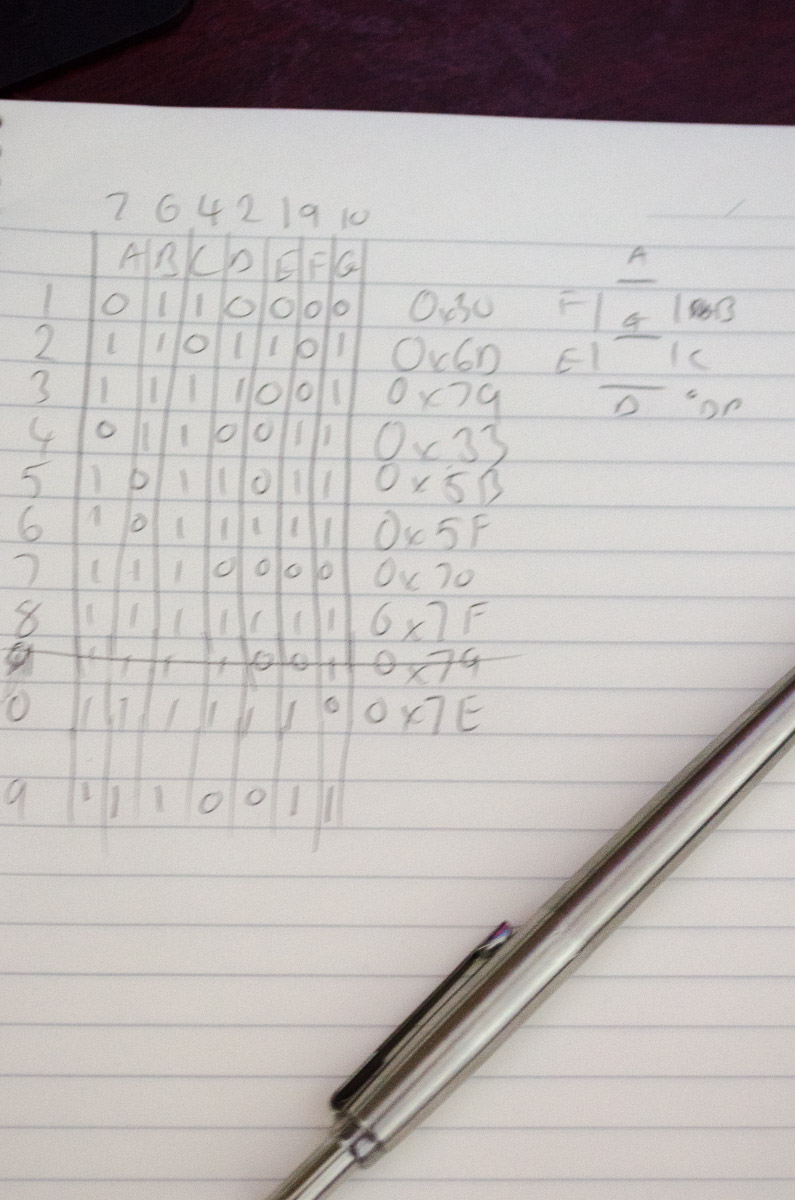 7 6 4 2 1 9 10
A B C D E F G
A
1 0 1 1 0 0 0 0 0x30 F B
G
2 1 1 0 1 1 0 1 0x6D E C
3 1 1 1 1 0 0 1 0x79 D DP
4 0 1 1 0 0 1 1 0x33
5 1 0 1 1 0 1 1 0x5B
6 1 0 1 1 1 1 1 0x5F
7 1 1 1 0 0 0 0 0x70
8 1 1 1 1 1 1 1 0x7F
1 1 1 1 0 0 1 0x79
0 1 1 1 1 1 1 0 0x7E
9 1 1 1 0 0 1 1